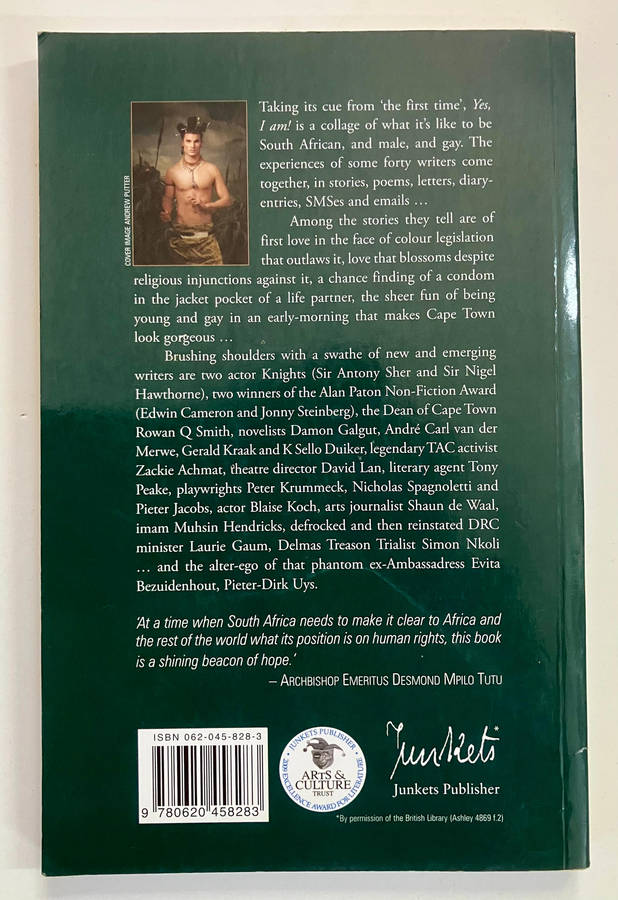 COVER IMAGE ANDREW PUTTER
Taking its cue from 'the first time', Yes,
I am! is a collage of what it's like to be
South African, and male, and gay. The
experiences of some forty writers come
together, in stories, poems, letters, diary-
entries, SMSes and emails …
Among the stories they tell are of
first love in the face of colour legislation
that outlaws it, love that blossoms despite
religious injunctions against it, a chance finding of a condom
in the jacket pocket of a life partner, the sheer fun of being
young and gay in an early-morning that makes Cape Town
look gorgeous …
Brushing shoulders with a swathe of new and emerging
writers are two actor Knights (Sir Antony Sher and Sir Nigel
Hawthorne), two winners of the Alan Paton Non-Fiction Award
(Edwin Cameron and Jonny Steinberg), the Dean of Cape Town
Rowan Q Smith, novelists Damon Galgut, André Carl van der
Merwe, Gerald Kraak and K Sello Duiker, legendary TAC activist
Zackie Achmat, theatre director David Lan, literary agent Tony
Peake, playwrights Peter Krummeck, Nicholas Spagnoletti and
Pieter Jacobs, actor Blaise Koch, arts journalist Shaun de Waal,
imam Muhsin Hendricks, defrocked and then reinstated DRC
minister Laurie Gaum, Delmas Treason Trialist Simon Nkoli
… and the alter-ego of that phantom ex-Ambassadress Evita
Bezuidenhout, Pieter-Dirk Uys.
'At a time when South Africa needs to make it clear to Africa and
the rest of the world what its position is on human rights, this book
is a shining beacon of hope.'
– ARCHBISHOP EMERITUS DESMOND MPILO TUTU
ISBN 062-045-828-3
9 780620 458283
• JUNKETS PUBLISHER •
ARTS &
CULTURE
TRUST
2009 EXCELLENCE AWARD FOR LITERATURE
Junkets*
Junkets Publisher
*By permission of the British Library (Ashley 4869 f.2)